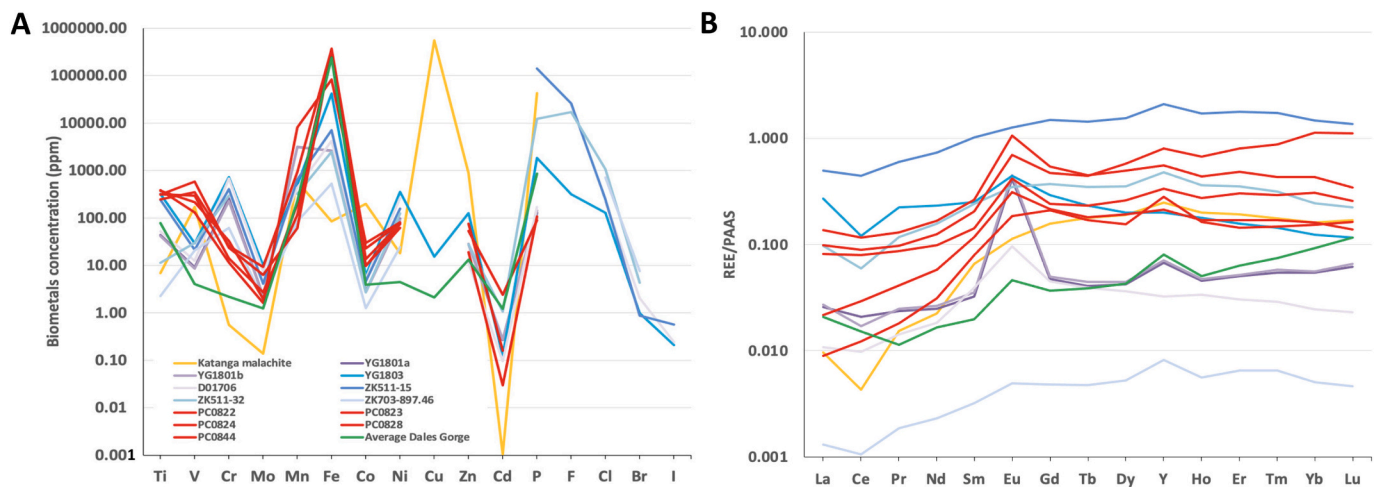 A
1000000.00
100000.00
10000.00
1000.00
100.00
10.00
1.00
0.10
0.01
0.001
Biometals concentration (ppm)
Katanga malachite YG1801a
YG1801b YG1803
D01706 ZK511-15
ZK511-32 ZK703-897.46
PC0822 PC0823
PC0824 PC0828
PC0844 Average Dales Gorge
Ti V Cr Mo Mn Fe Co Ni Cu Zn Cd P F Cl Br I
B
10.000
1.000
0.100
0.010
0.001
REE/PAAS
La Ce Pr Nd Sm Eu Gd Tb Dy Y Ho Er Tm Yb Lu